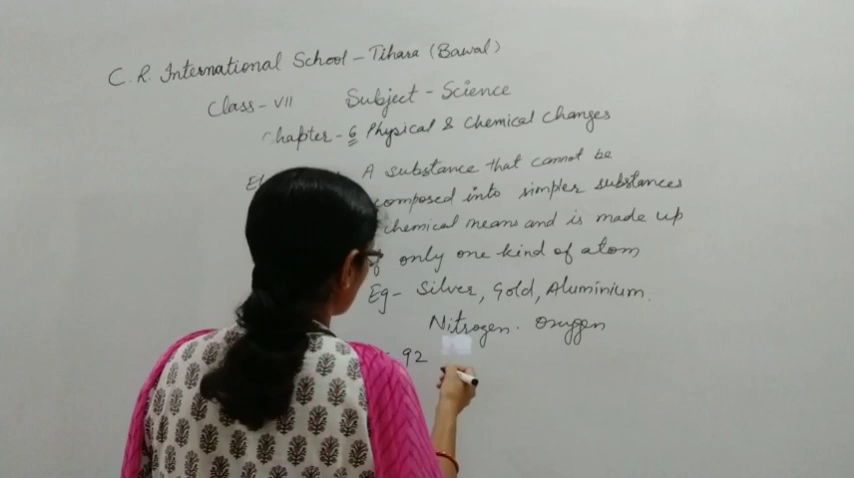 C. R. International School - Tihara (Bawal)
Class - VII Subject - Science
Chapter - 6 Physical & Chemical Changes
El A substance that cannot be
composed into simpler substances
chemical means and is made up
of only one kind of atom
Eg - Silver, Gold, Aluminium.
Nitrogen. Oxygen
92